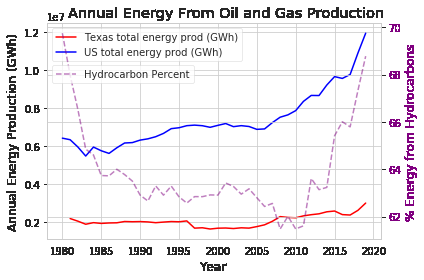 Annual Energy From Oil and Gas Production
1e7
Texas total energy prod (GWh)
US total energy prod (GWh)
Hydrocarbon Percent
Annual Energy Production (GWh)
1.2
1.0
0.8
0.6
0.4
0.2
% Energy from Hydrocarbons
70
68
66
64
62
1980 1985 1990 1995 2000 2005 2010 2015 2020
Year